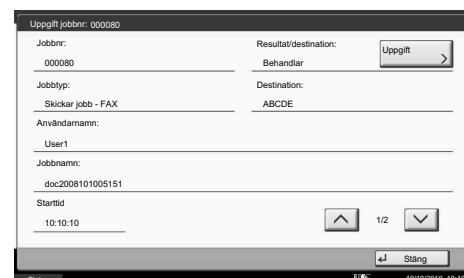 Uppgift jobbnr: 000080
Jobbnr:
000080
Resultat/destination:
Behandlar
Uppgift
Jobbtyp:
Skickar jobb - FAX
Destination:
ABCDE
Användarnamn:
User1
Jobbnamn:
doc2008101005151
Starttid
10:10:10
1/2
Stäng